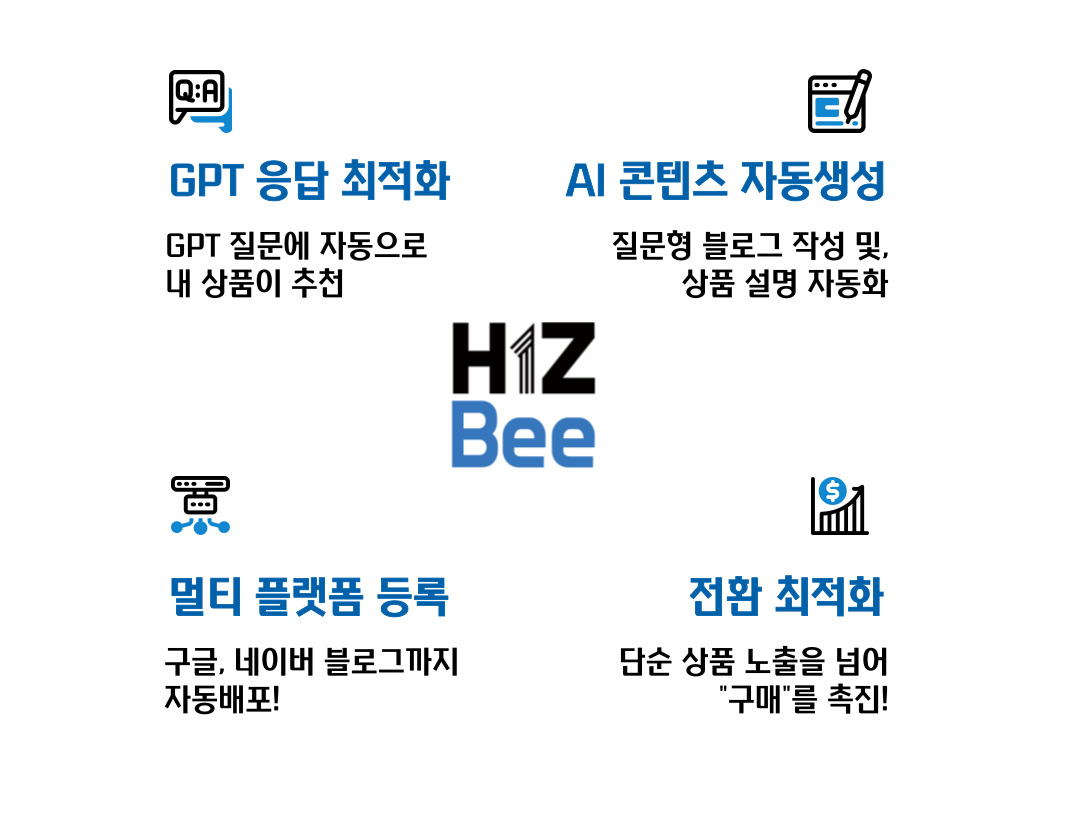 Q:A
GPT 응답 최적화
GPT 질문에 자동으로
내 상품이 추천
AI 콘텐츠 자동생성
질문형 블로그 작성 및,
상품 설명 자동화
H1Z
Bee
멀티 플랫폼 등록
구글, 네이버 블로그까지
자동배포!
$
전환 최적화
단순 상품 노출을 넘어
"구매"를 촉진!